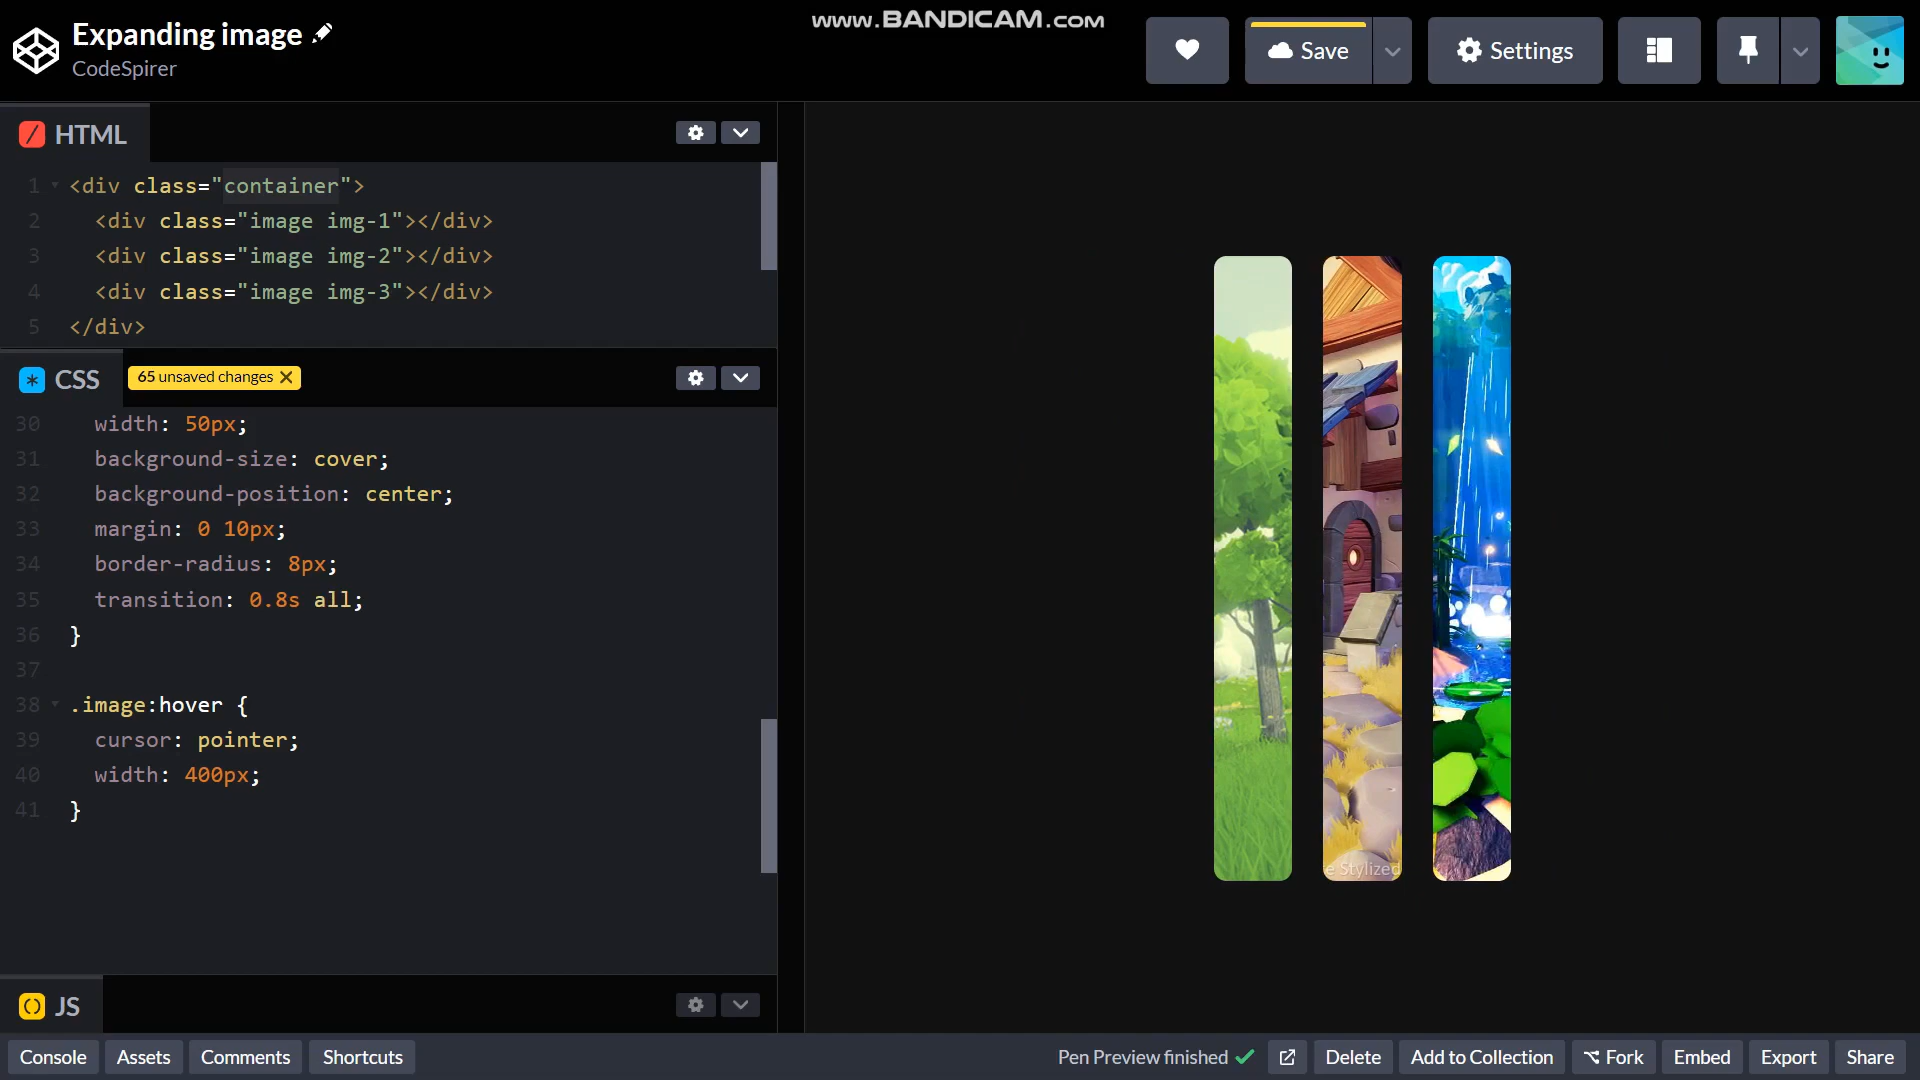 www.BANDICAM.com
Expanding image
CodeSpirer
Save
Settings
HTML
1 <div class="container">
2 <div class="image img-1"></div>
3 <div class="image img-2"></div>
4 <div class="image img-3"></div>
5 </div>
CSS
65 unsaved changes
30 width: 50px;
31 background-size: cover;
32 background-position: center;
33 margin: 0 10px;
34 border-radius: 8px;
35 transition: 0.8s all;
36 }
37
38 .image:hover {
39 cursor: pointer;
40 width: 400px;
41 }
e Stylized
JS
Console Assets Comments Shortcuts
Pen Preview finished Delete Add to Collection Fork Embed Export Share